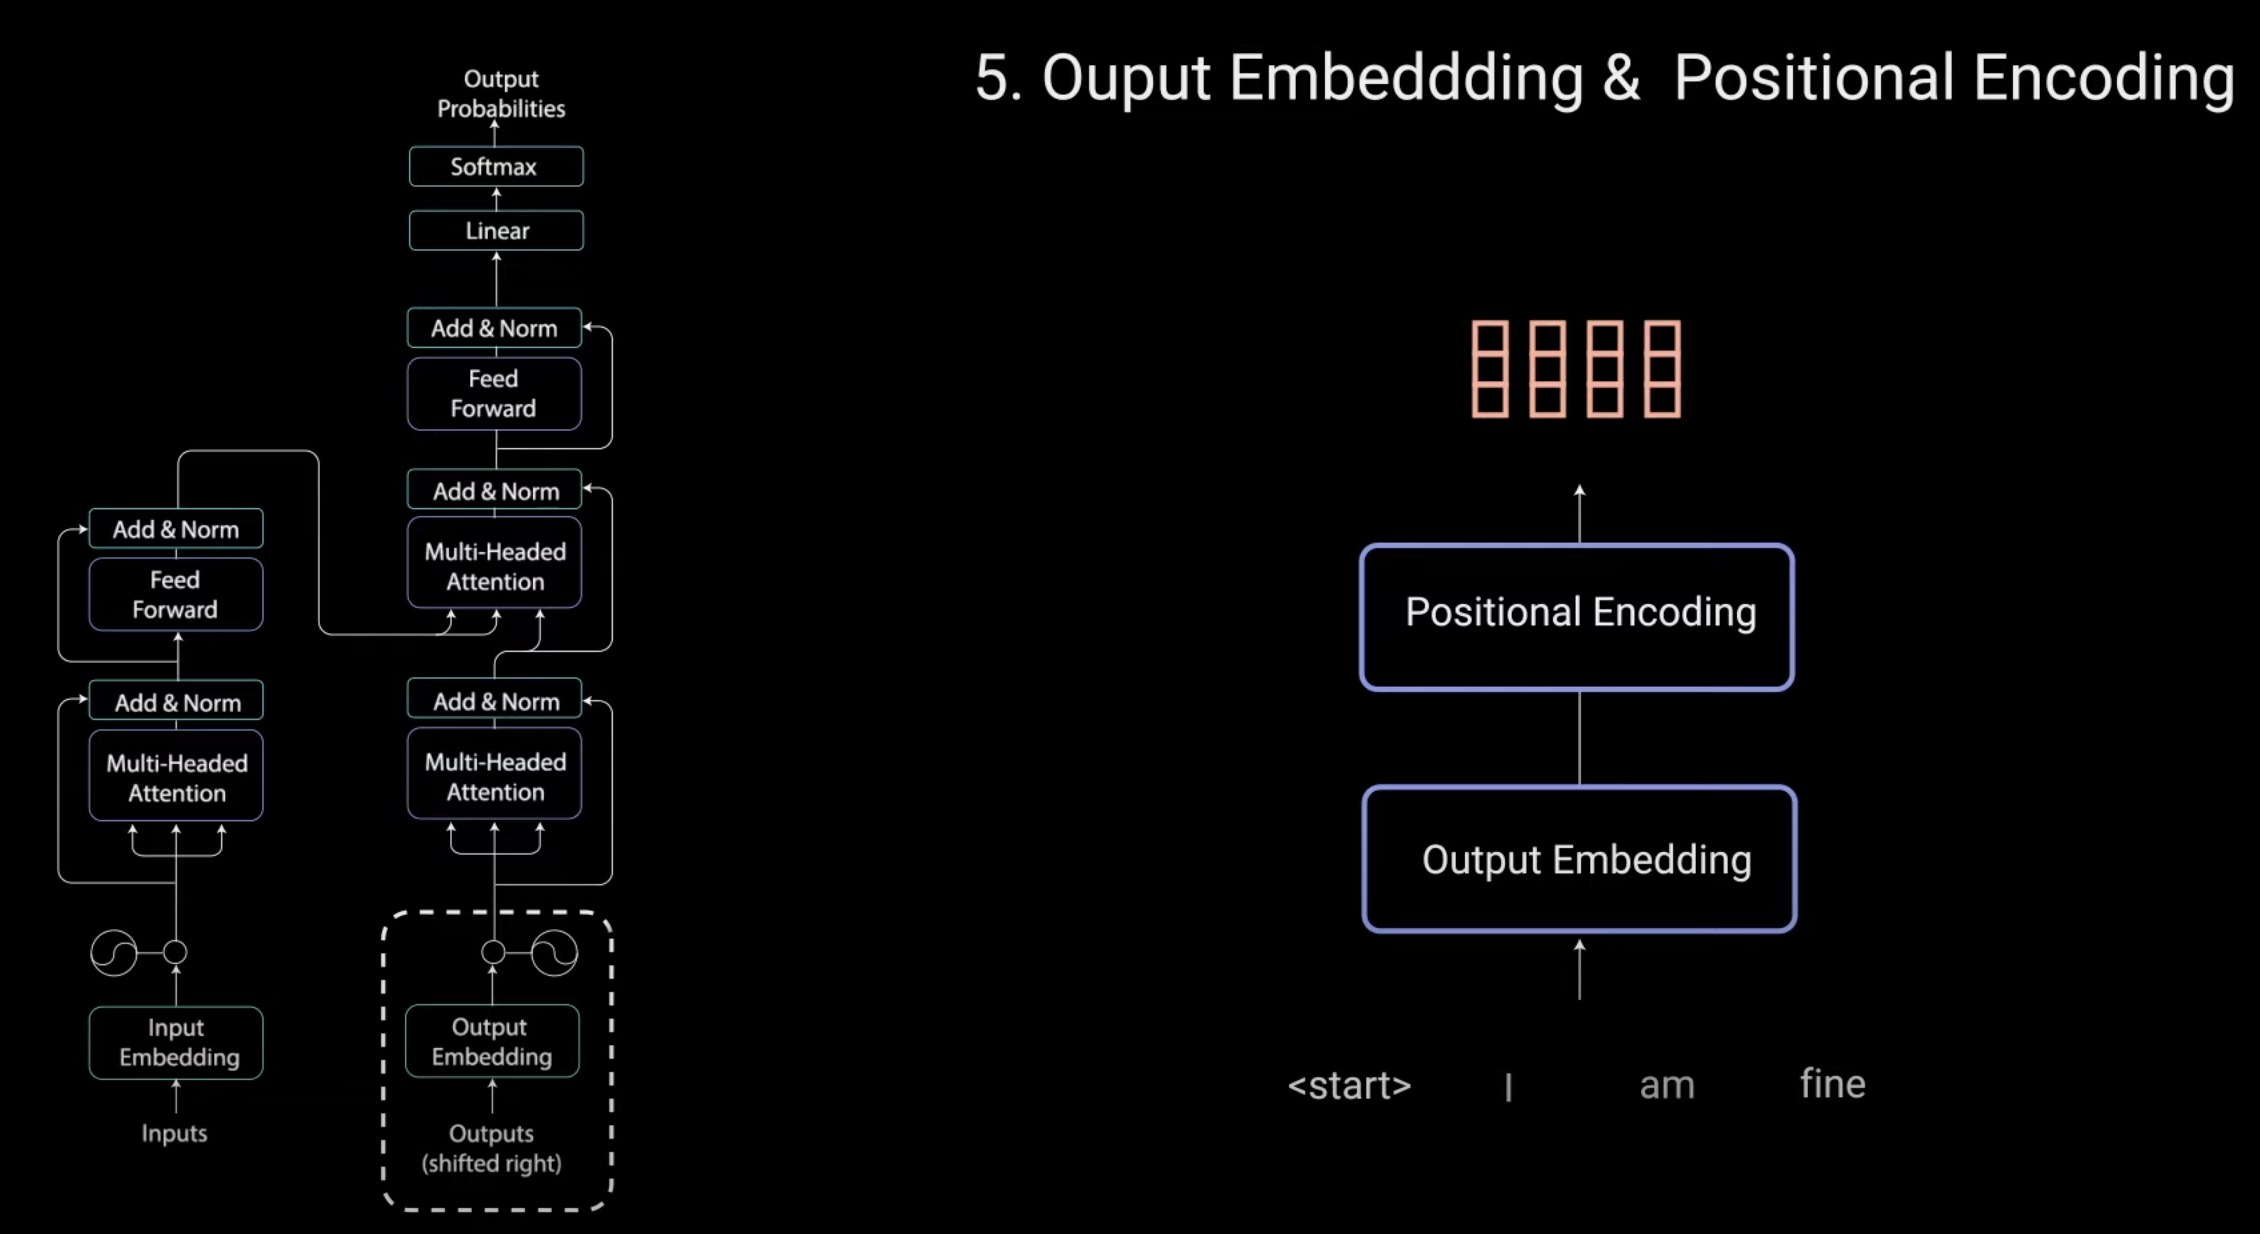 5. Ouput Embeddding & Positional Encoding
Output
Probabilities
Softmax
Linear
Add & Norm
Feed
Forward
Add & Norm
Multi-Headed
Attention
Add & Norm
Multi-Headed
Attention
Output
Embedding
Outputs
(shifted right)
Add & Norm
Feed
Forward
Add & Norm
Multi-Headed
Attention
Input
Embedding
Inputs
Positional Encoding
Output Embedding
<start> I am fine